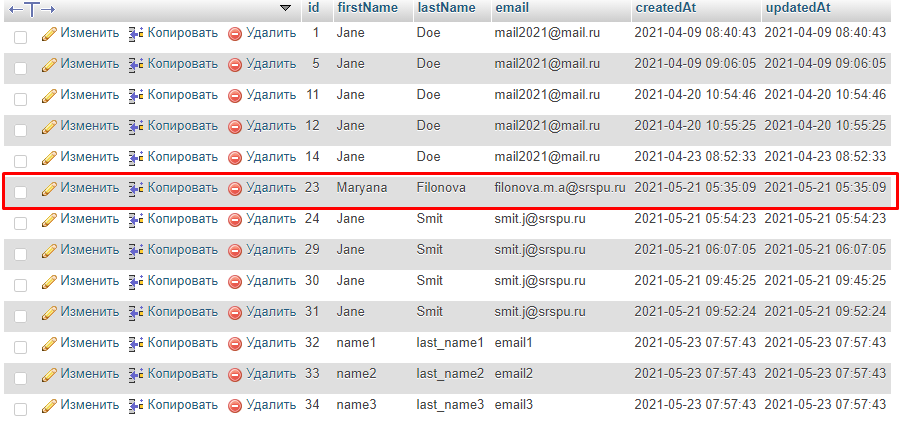 id firstName lastName email createdAt updatedAt
Изменить Копировать Удалить 1 Jane Doe mail2021@mail.ru 2021-04-09 08:40:43 2021-04-09 08:40:43
Изменить Копировать Удалить 5 Jane Doe mail2021@mail.ru 2021-04-09 09:06:05 2021-04-09 09:06:05
Изменить Копировать Удалить 11 Jane Doe mail2021@mail.ru 2021-04-20 10:54:46 2021-04-20 10:54:46
Изменить Копировать Удалить 12 Jane Doe mail2021@mail.ru 2021-04-20 10:55:25 2021-04-20 10:55:25
Изменить Копировать Удалить 14 Jane Doe mail2021@mail.ru 2021-04-23 08:52:33 2021-04-23 08:52:33
Изменить Копировать Удалить 23 Maryana Filonova filonova.m.a@srspu.ru 2021-05-21 05:35:09 2021-05-21 05:35:09
Изменить Копировать Удалить 24 Jane Smit smit.j@srspu.ru 2021-05-21 05:54:23 2021-05-21 05:54:23
Изменить Копировать Удалить 29 Jane Smit smit.j@srspu.ru 2021-05-21 06:07:05 2021-05-21 06:07:05
Изменить Копировать Удалить 30 Jane Smit smit.j@srspu.ru 2021-05-21 09:45:25 2021-05-21 09:45:25
Изменить Копировать Удалить 31 Jane Smit smit.j@srspu.ru 2021-05-21 09:52:24 2021-05-21 09:52:24
Изменить Копировать Удалить 32 name1 last_name1 email1 2021-05-23 07:57:43 2021-05-23 07:57:43
Изменить Копировать Удалить 33 name2 last_name2 email2 2021-05-23 07:57:43 2021-05-23 07:57:43
Изменить Копировать Удалить 34 name3 last_name3 email3 2021-05-23 07:57:43 2021-05-23 07:57:43